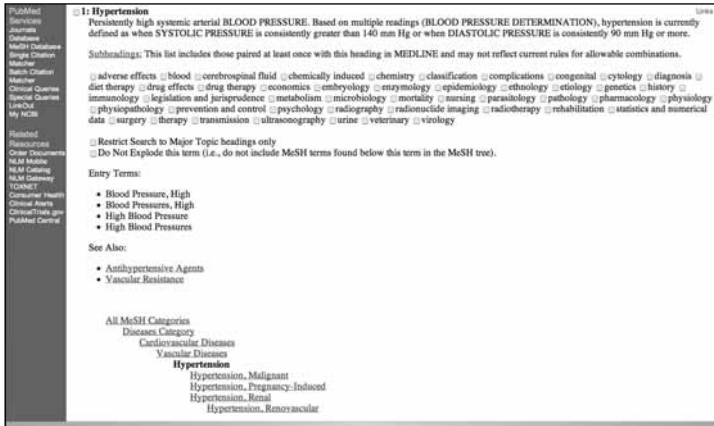 PubMed
Services
Journals
Database
MeSH Database
Single Citation
Matcher
Batch Citation
Matcher
Clinical Queries
Special Queries
LinkOut
My NCBI
Related
Resources
Order Documents
NLM Mobile
NLM Catalog
NLM Gateway
TOXNET
Consumer Health
Clinical Alerts
ClinicalTrials.gov
PubMed Central
1: Hypertension
Links
Persistently high systemic arterial BLOOD PRESSURE. Based on multiple readings (BLOOD PRESSURE DETERMINATION), hypertension is currently
defined as when SYSTOLIC PRESSURE is consistently greater than 140 mm Hg or when DIASTOLIC PRESSURE is consistently 90 mm Hg or more.
Subheadings: This list includes those paired at least once with this heading in MEDLINE and may not reflect current rules for allowable combinations.
adverse effects blood cerebrospinal fluid chemically induced chemistry classification complications congenital cytology diagnosis
diet therapy drug effects drug therapy economics embryology enzymology epidemiology ethnology etiology genetics history
immunology legislation and jurisprudence metabolism microbiology mortality nursing parasitology pathology pharmacology physiology
physiopathology prevention and control psychology radiography radionuclide imaging radiotherapy rehabilitation statistics and numerical
data surgery therapy transmission ultrasonography urine veterinary virology
Restrict Search to Major Topic headings only
Do Not Explode this term (i.e., do not include MeSH terms found below this term in the MeSH tree).
Entry Terms:
• Blood Pressure, High
• Blood Pressures, High
• High Blood Pressure
• High Blood Pressures
See Also:
• Antihypertensive Agents
• Vascular Resistance
All MeSH Categories
Diseases Category
Cardiovascular Diseases
Vascular Diseases
Hypertension
Hypertension, Malignant
Hypertension, Pregnancy-Induced
Hypertension, Renal
Hypertension, Renovascular